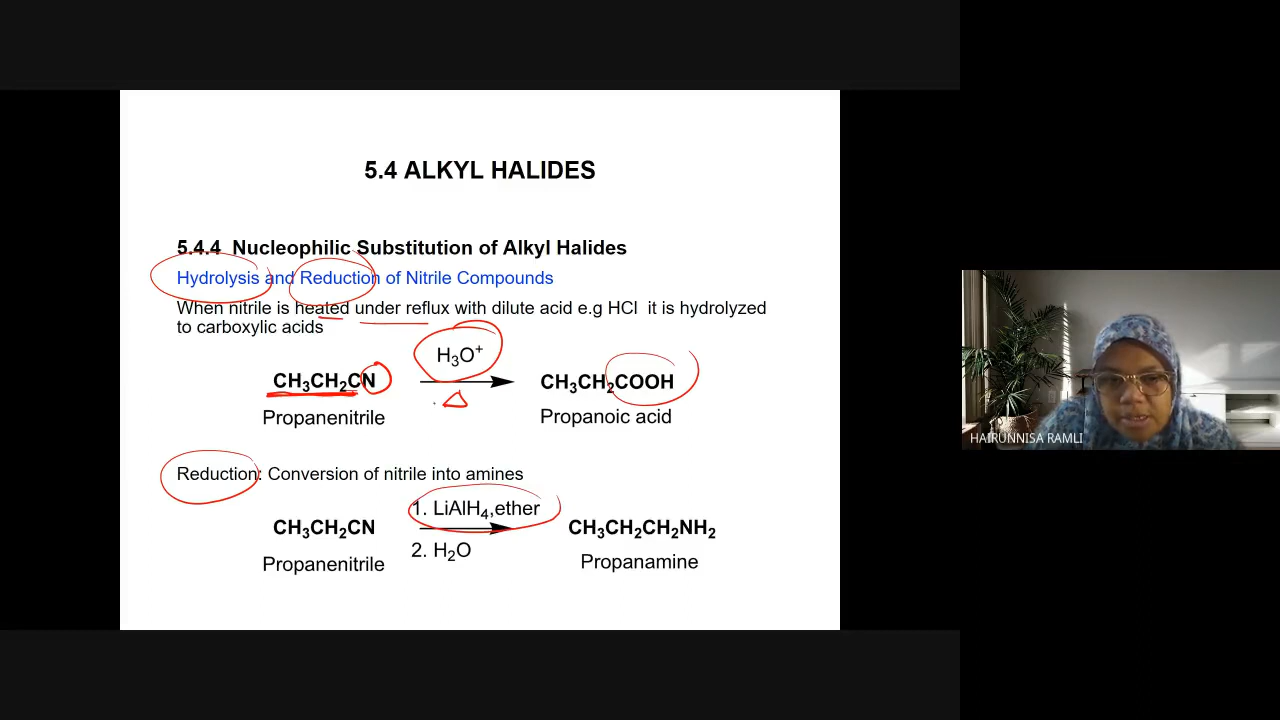 5.4 ALKYL HALIDES
5.4.4 Nucleophilic Substitution of Alkyl Halides
Hydrolysis and Reduction of Nitrile Compounds
When nitrile is heated under reflux with dilute acid e.g HCl it is hydrolyzed
to carboxylic acids
H₃O⁺
CH₃CH₂CN CH₃CH₂COOH
Δ
Propanenitrile Propanoic acid
HAIRUNNISA RAMLI
Reduction: Conversion of nitrile into amines
1. LiAlH₄,ether
CH₃CH₂CN CH₃CH₂CH₂NH₂
2. H₂O
Propanenitrile Propanamine